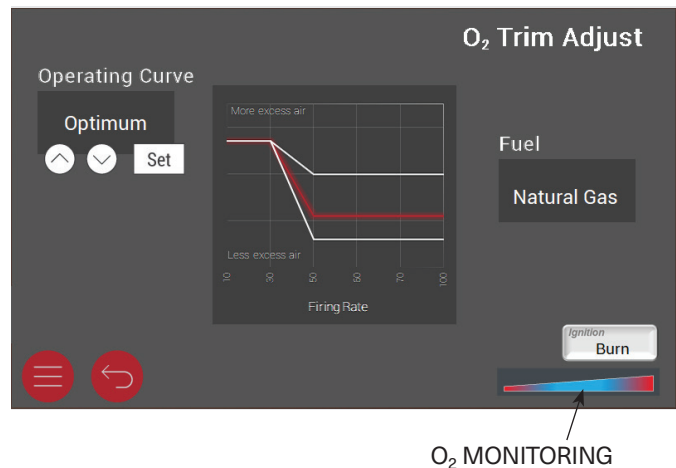 O₂ Trim Adjust
Operating Curve
Optimum
Set
More excess air
Less excess air
10 30 50 60 70 100
Firing Rate
Fuel
Natural Gas
Ignition
Burn
O₂ MONITORING